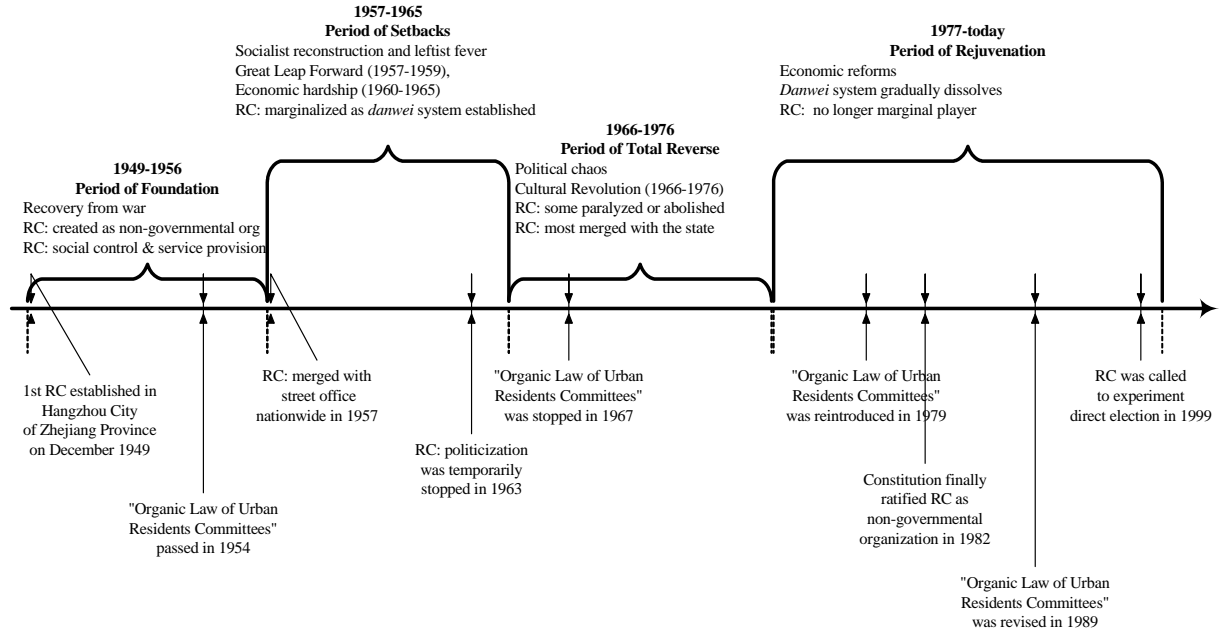 1957-1965
Period of Setbacks
Socialist reconstruction and leftist fever
Great Leap Forward (1957-1959),
Economic hardship (1960-1965)
RC: marginalized as danwei system established
1977-today
Period of Rejuvenation
Economic reforms
Danwei system gradually dissolves
RC:  no longer marginal player
1949-1956
Period of Foundation
Recovery from war
RC: created as non-governmental org
RC: social control & service provision
1966-1976
Period of Total Reverse
Political chaos
Cultural Revolution (1966-1976)
RC: some paralyzed or abolished
RC: most merged with the state
1st RC established in
Hangzhou City
of Zhejiang Province
on December 1949
"Organic Law of Urban
Residents Committees"
passed in 1954
RC: merged with
street office
nationwide in 1957
RC: politicization
was temporarily
stopped in 1963
"Organic Law of Urban
Residents Committees"
was stopped in 1967
"Organic Law of Urban
Residents Committees"
was reintroduced in 1979
Constitution finally
ratified RC as
non-governmental
organization in 1982
"Organic Law of Urban
Residents Committees"
was revised in 1989
RC was called
to experiment
direct election in 1999